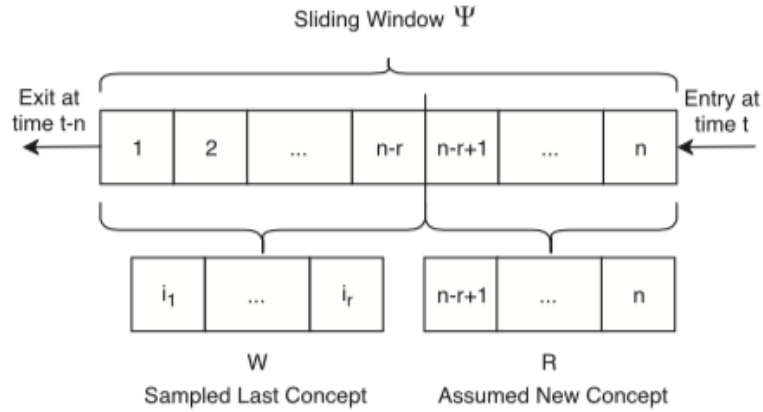 Sliding Window Ψ
Exit at
time t-n
Entry at
time t
1 2 ... n-r n-r+1 ... n
i₁ ... iᵣ n-r+1 ... n
W R
Sampled Last Concept Assumed New Concept